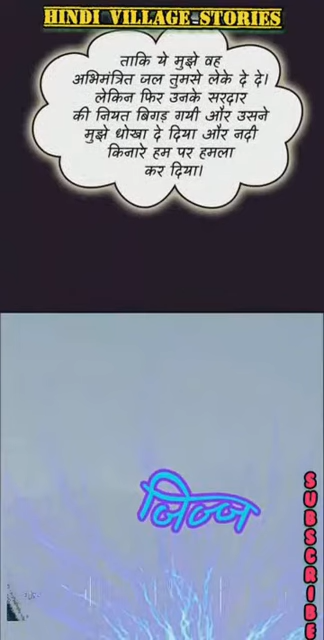 HINDI VILLAGE STORIES
ताकि ये मुझे वह
अभिमंत्रित जल तुमसे लेके दे दे।
लेकिन फिर उनके सरदार
की नियत बिगड़ गयी और उसने
मुझे धोखा दे दिया और नदी
किनारे हम पर हमला
कर दिया।
जिन्न
SUBSCRIBE